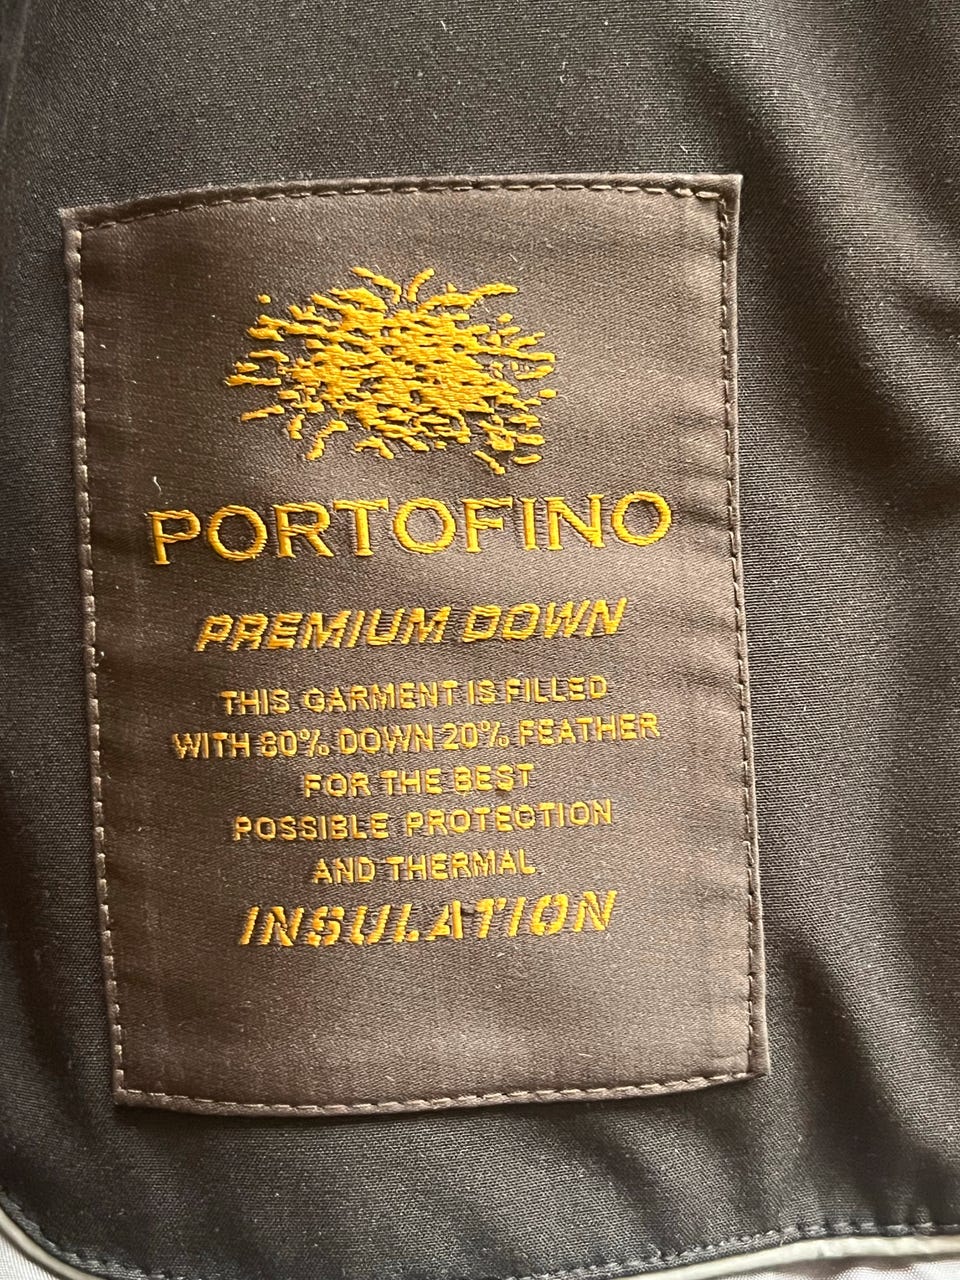 PORTOFINO
PREMIUM DOWN
THIS GARMENT IS FILLED
WITH 80% DOWN 20% FEATHER
FOR THE BEST
POSSIBLE PROTECTION
AND THERMAL
INSULATION